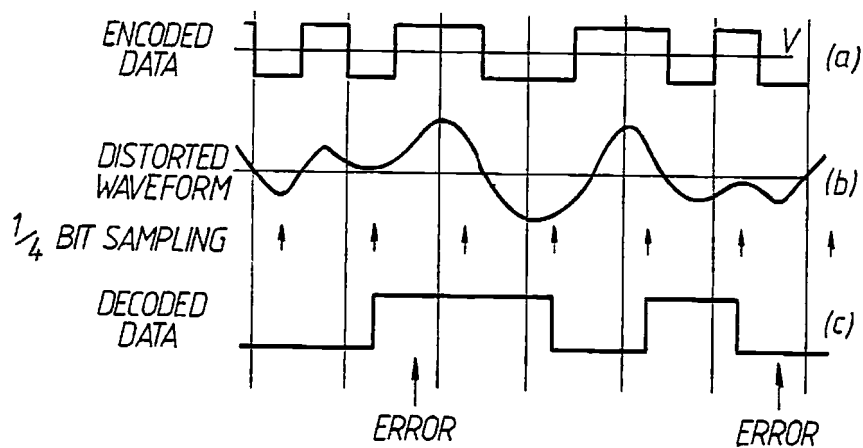 ENCODED
DATA
V
(a)
DISTORTED
WAVEFORM
(b)
1/4 BIT SAMPLING
DECODED
DATA
(c)
ERROR
ERROR